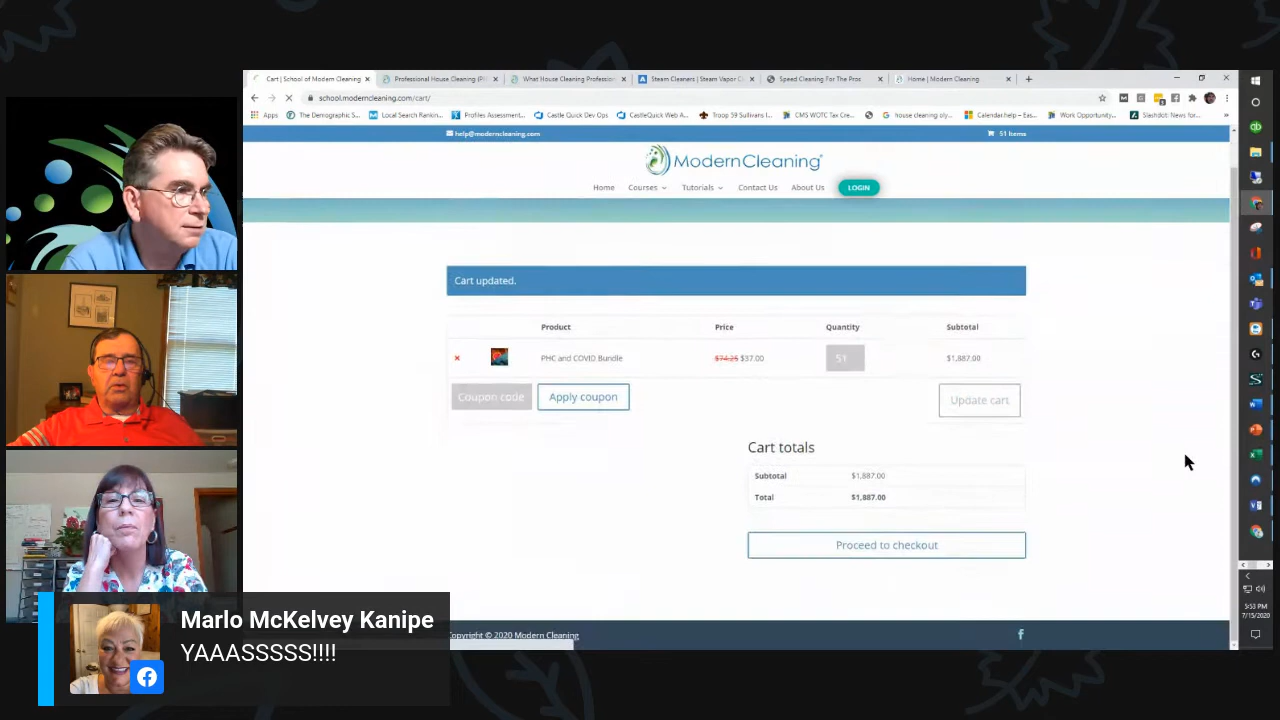 Cart | School of Modern Cleaning
Professional House Cleaning (P
What House Cleaning Profession
Steam Cleaners | Steam Vapor C
Speed Cleaning For The Pros
Home | Modern Cleaning
school.moderncleaning.com/cart/
Apps
The Demographic S...
Local Search Rankin...
Profiles Assessment...
Castle Quick Dev Ops
CastleQuick Web A...
Troop 59 Sullivans I...
CMS WOTC Tax Cre...
house cleaning oly...
Calendar.help – Eas...
Work Opportunity...
Slashdot: News for...
help@moderncleaning.com
51 Items
ModernCleaning
Home
Courses
Tutorials
Contact Us
About Us
LOGIN
Cart updated.
Product Price Quantity Subtotal
× PHC and COVID Bundle $74.25 $37.00 51 $1,887.00
Coupon code Apply coupon Update cart
Cart totals
Subtotal $1,887.00
Total $1,887.00
Proceed to checkout
Copyright © 2020 Modern Cleaning
5:53 PM
7/15/2020
Marlo McKelvey Kanipe
YAAASSSSS!!!!